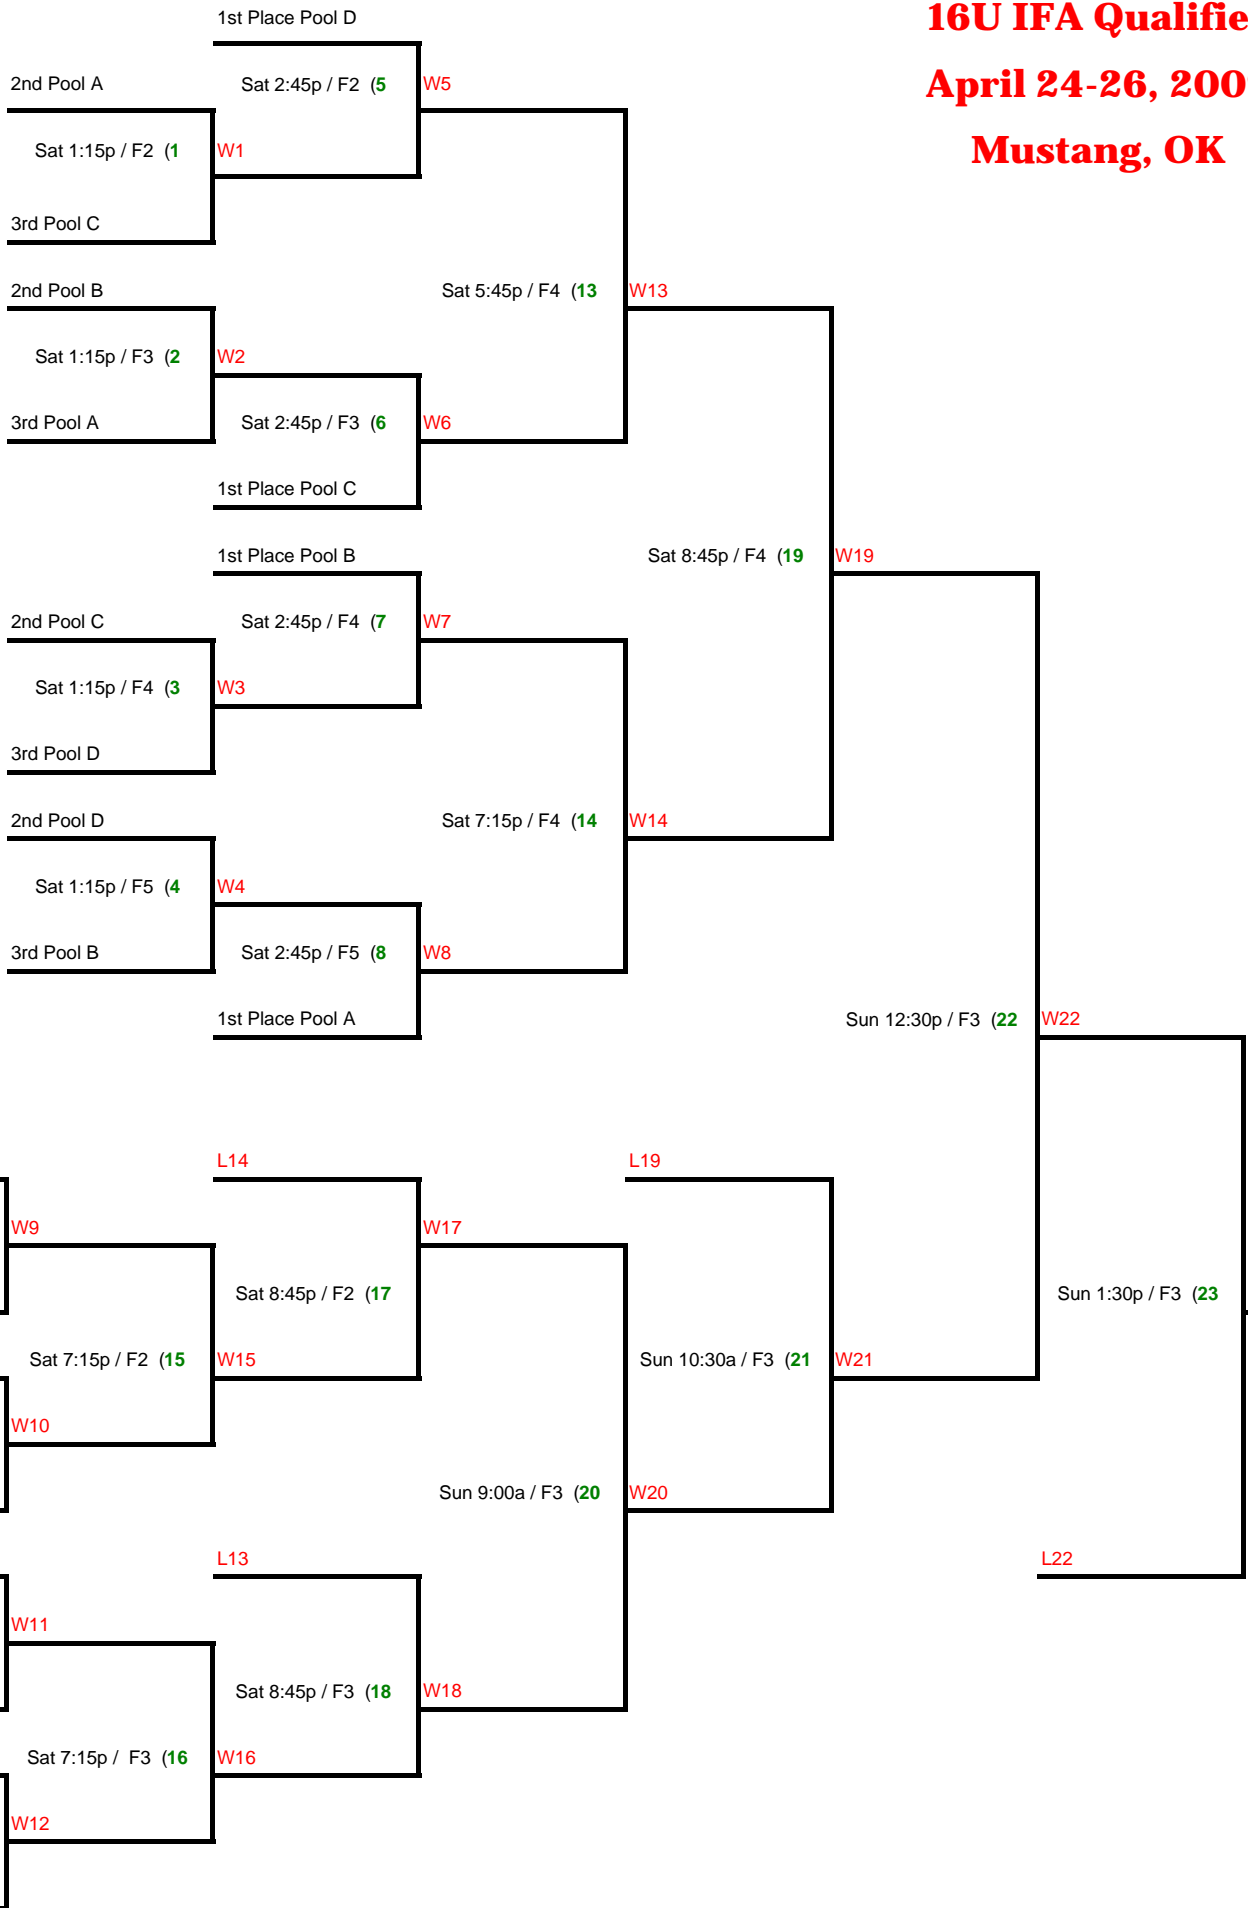 1st Place Pool D
16U IFA Qualifie
2nd Pool A
Sat 2:45p / F2 (5
W5
April 24-26, 200
Sat 1:15p / F2 (1
W1
Mustang, OK
3rd Pool C
2nd Pool B
Sat 5:45p / F4 (13
W13
Sat 1:15p / F3 (2
W2
3rd Pool A
Sat 2:45p / F3 (6
W6
1st Place Pool C
1st Place Pool B
Sat 8:45p / F4 (19
W19
2nd Pool C
Sat 2:45p / F4 (7
W7
Sat 1:15p / F4 (3
W3
3rd Pool D
2nd Pool D
Sat 7:15p / F4 (14
W14
Sat 1:15p / F5 (4
W4
3rd Pool B
Sat 2:45p / F5 (8
W8
1st Place Pool A
Sun 12:30p / F3 (22
W22
L14
L19
W9
W17
Sat 8:45p / F2 (17
Sun 1:30p / F3 (23
Sat 7:15p / F2 (15
W15
Sun 10:30a / F3 (21
W21
W10
Sun 9:00a / F3 (20
W20
L13
L22
W11
Sat 8:45p / F3 (18
W18
Sat 7:15p / F3 (16
W16
W12